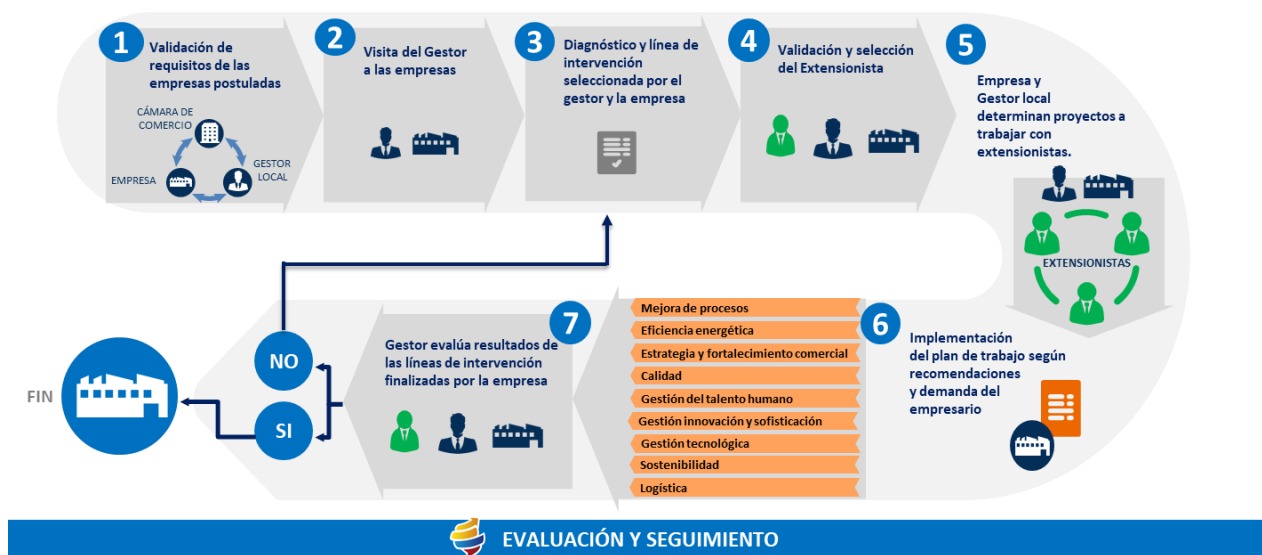 1
Validación de
requisitos de las
empresas postuladas
CÁMARA DE
COMERCIO
EMPRESA
GESTOR
LOCAL
2
Visita del Gestor
a las empresas
3
Diagnóstico y línea de
intervención
seleccionada por el
gestor y la empresa
4
Validación y selección
del Extensionista
5
Empresa y
Gestor local
determinan proyectos a
trabajar con
extensionistas.
EXTENSIONISTAS
6
Implementación
del plan de trabajo según
recomendaciones
y demanda del
empresario
Mejora de procesos
Eficiencia energética
Estrategia y fortalecimiento comercial
Calidad
Gestión del talento humano
Gestión innovación y sofisticación
Gestión tecnológica
Sostenibilidad
Logística
7
Gestor evalúa resultados de
las líneas de intervención
finalizadas por la empresa
NO
SI
FIN
EVALUACIÓN Y SEGUIMIENTO